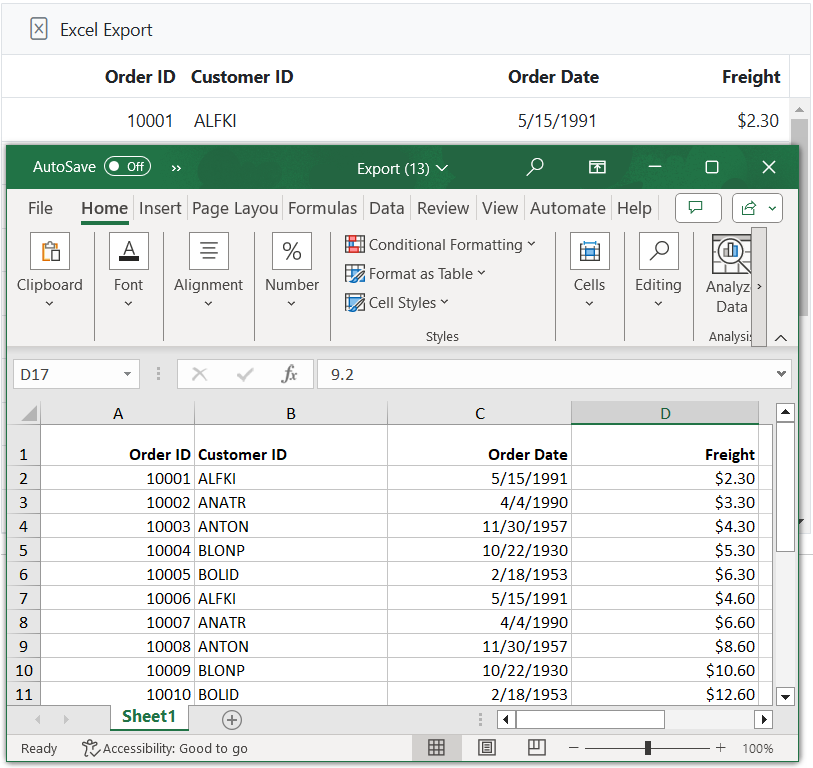 Excel Export
Order ID Customer ID Order Date Freight
10001 ALFKI 5/15/1991 $2.30
AutoSave Off » Export (13)
File Home Insert Page Layou Formulas Data Review View Automate Help
Clipboard Font Alignment Number Conditional Formatting Format as Table Cell Styles Styles Cells Editing Analyz Data Analysis
D17 fx 9.2
A B C D
1 Order ID Customer ID Order Date Freight
2 10001 ALFKI 5/15/1991 $2.30
3 10002 ANATR 4/4/1990 $3.30
4 10003 ANTON 11/30/1957 $4.30
5 10004 BLONP 10/22/1930 $5.30
6 10005 BOLID 2/18/1953 $6.30
7 10006 ALFKI 5/15/1991 $4.60
8 10007 ANATR 4/4/1990 $6.60
9 10008 ANTON 11/30/1957 $8.60
10 10009 BLONP 10/22/1930 $10.60
11 10010 BOLID 2/18/1953 $12.60
Sheet1
Ready Accessibility: Good to go 100%